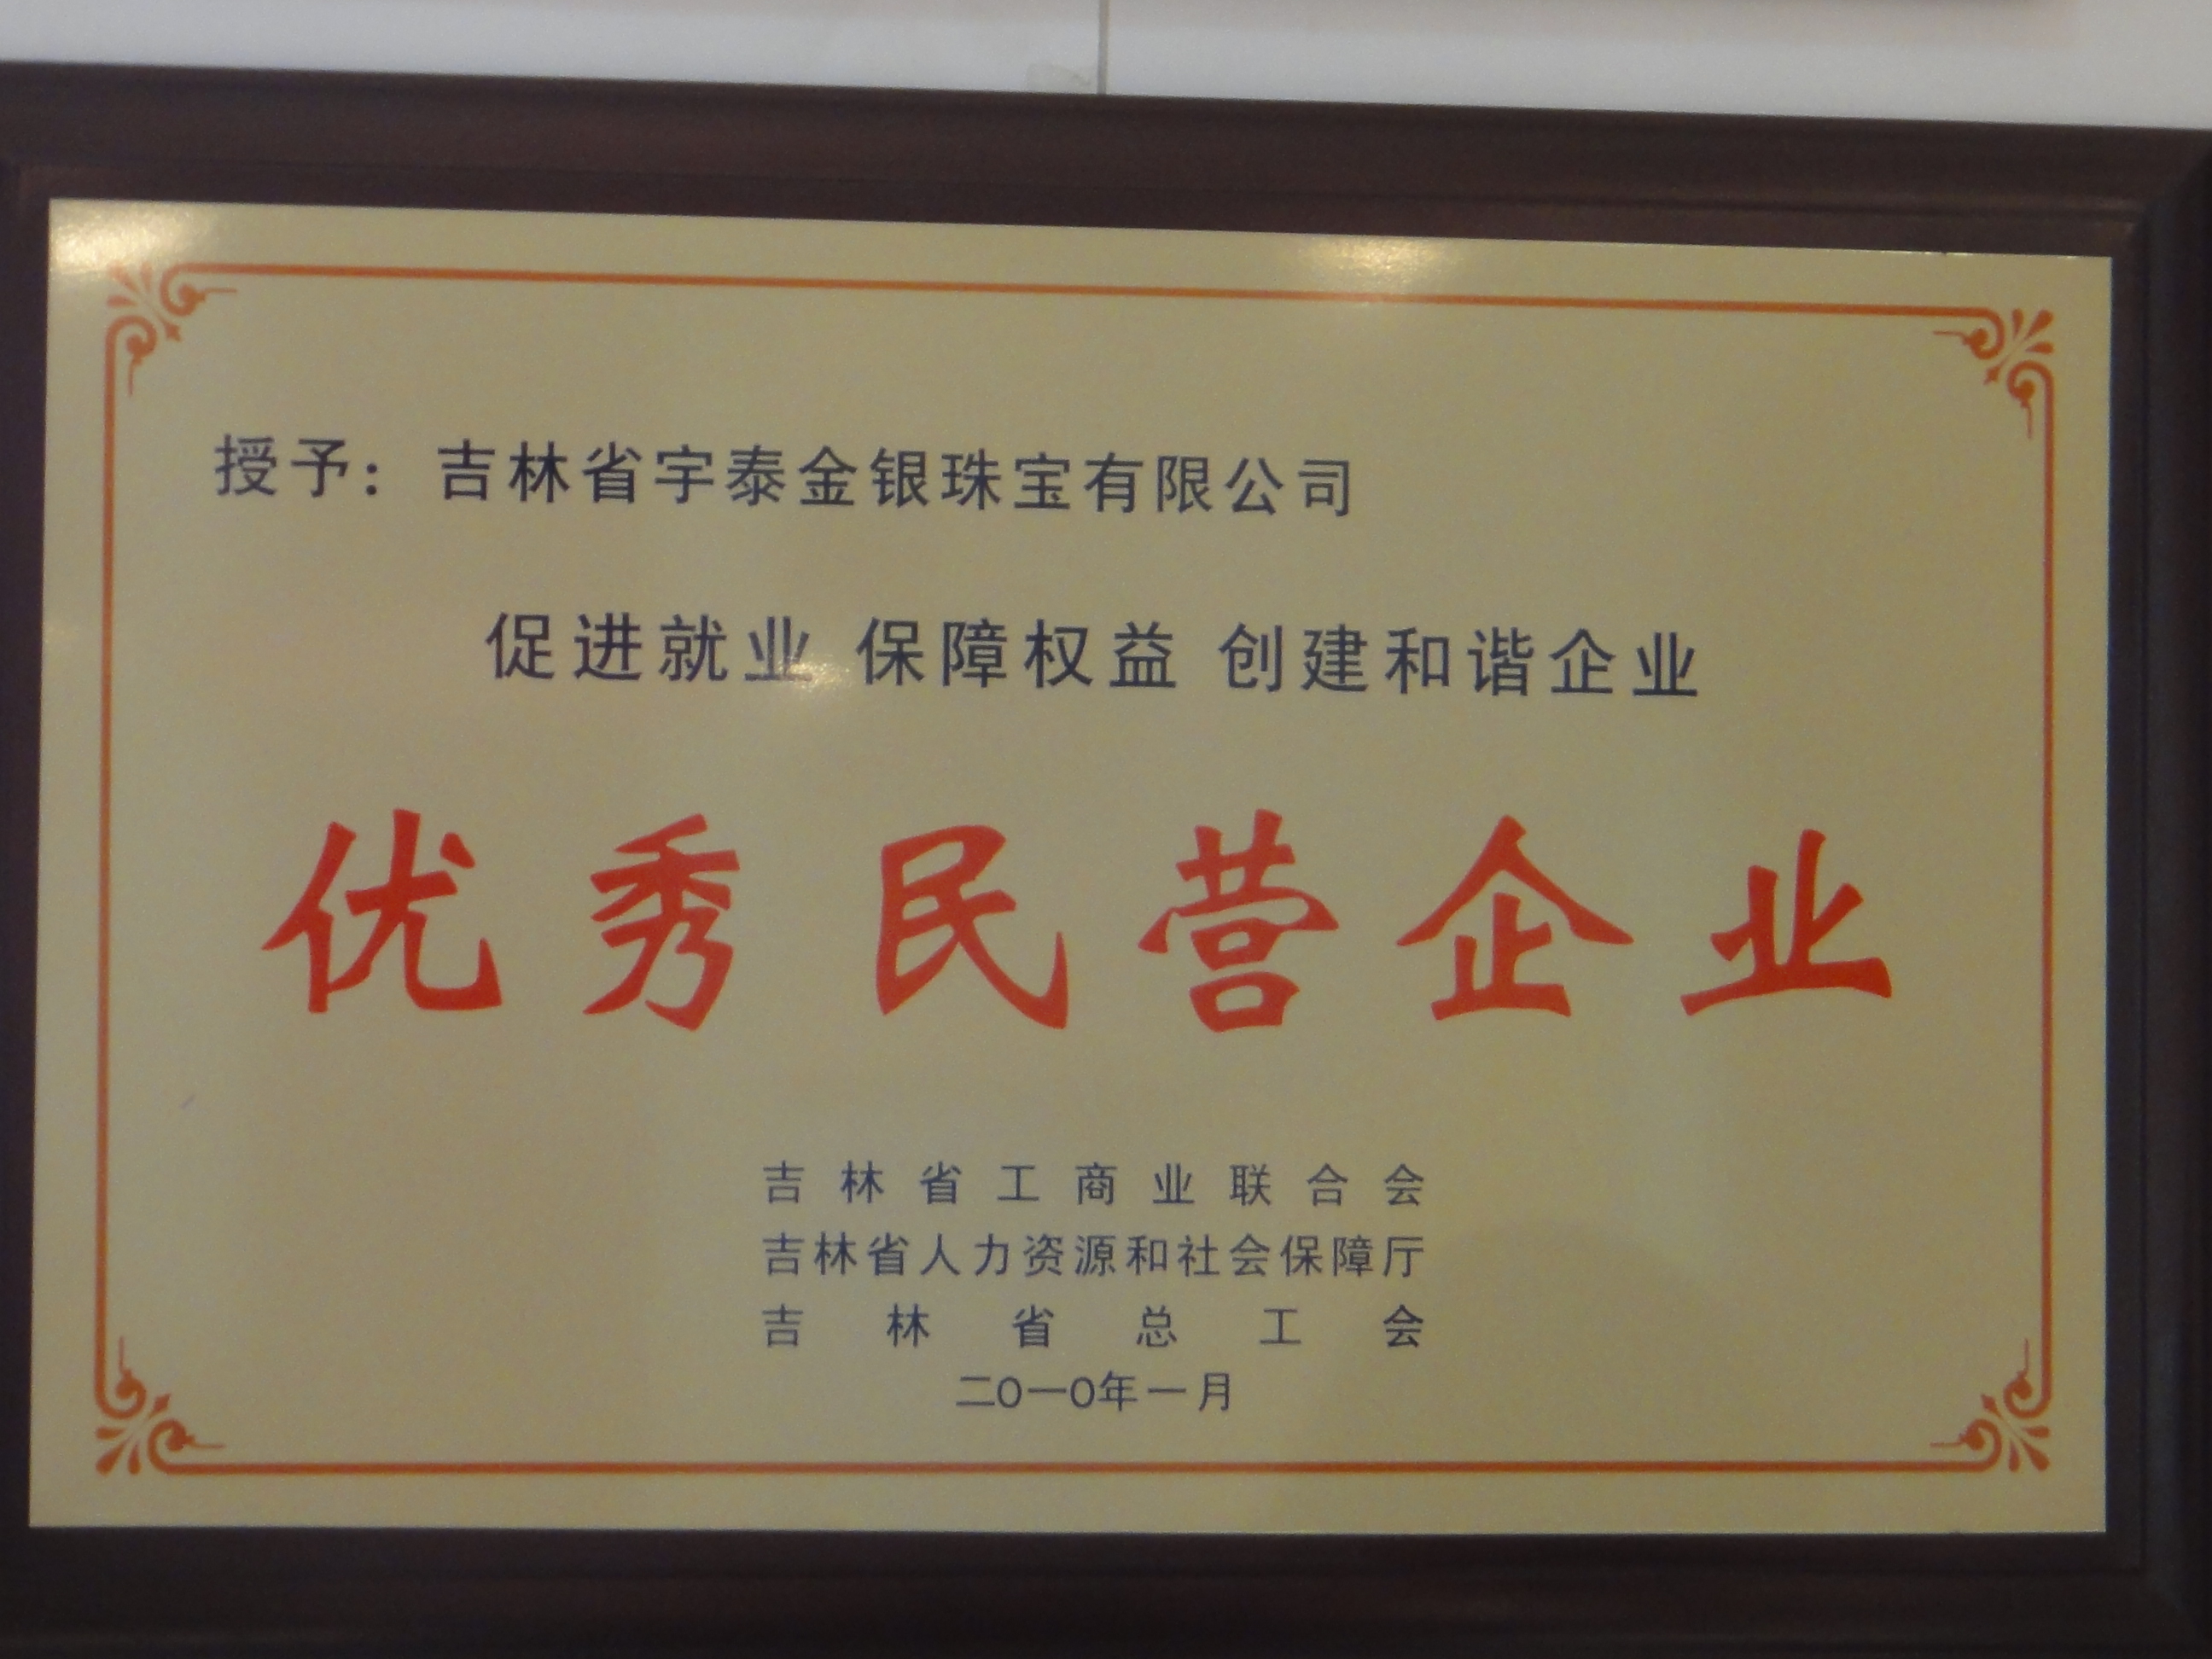 授予：吉林省宇泰金银珠宝有限公司
促进就业 保障权益 创建和谐企业
优秀民营企业
吉林省工商业联合会
吉林省人力资源和社会保障厅
吉林省总工会
二〇一〇年一月